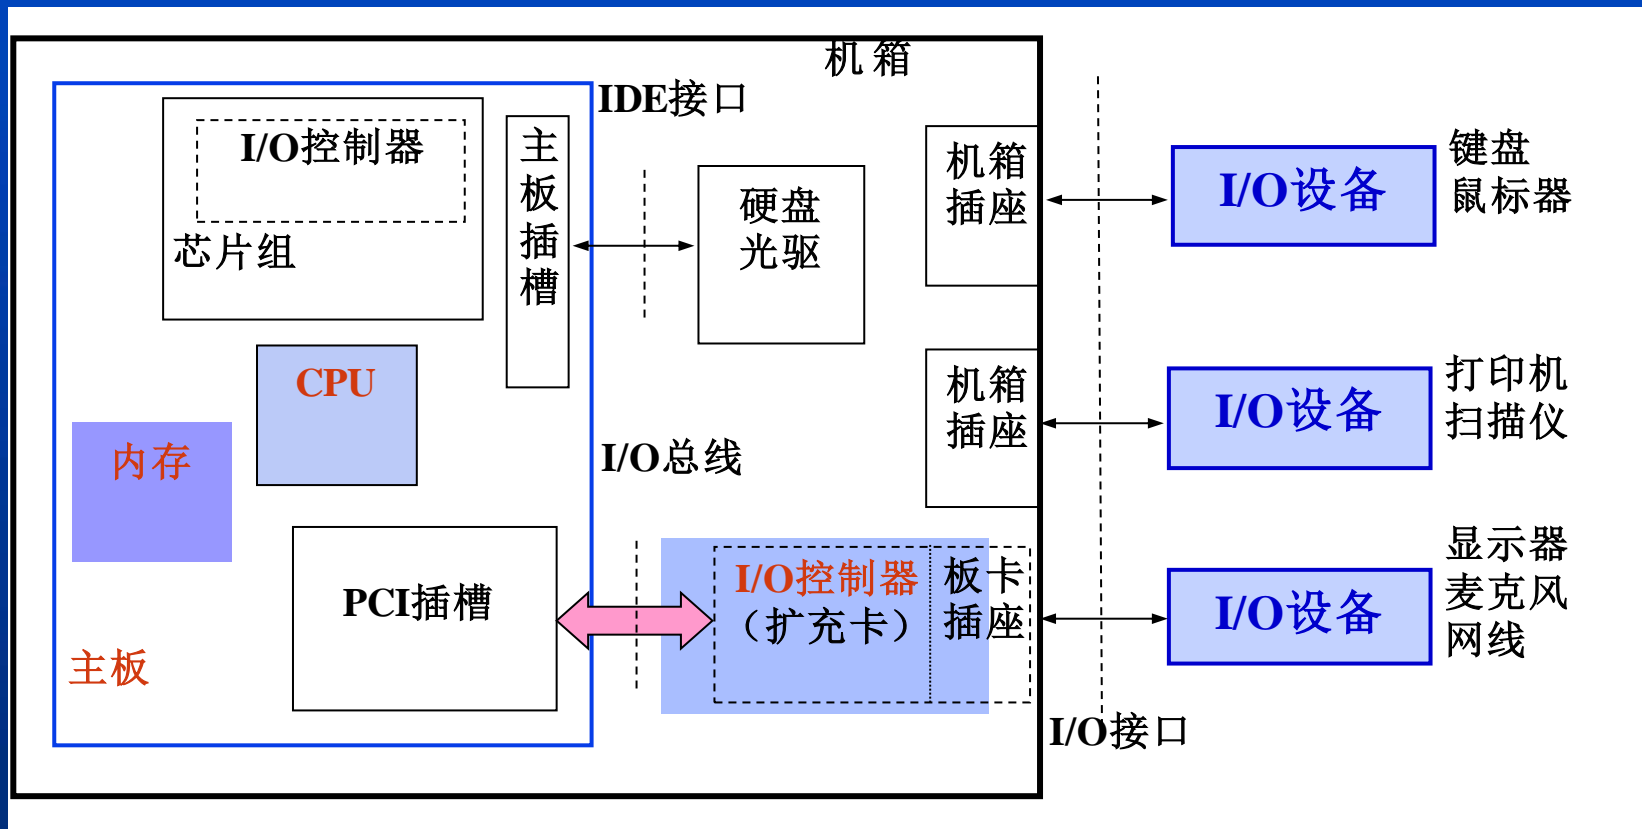 机 箱
IDE接口
I/O控制器
芯片组
主
板
插
槽
硬盘
光驱
机箱
插座
I/O设备
键盘
鼠标器
CPU
内存
机箱
插座
I/O设备
打印机
扫描仪
I/O总线
PCI插槽
主板
I/O控制器
（扩充卡）
板卡
插座
I/O设备
显示器
麦克风
网线
I/O接口